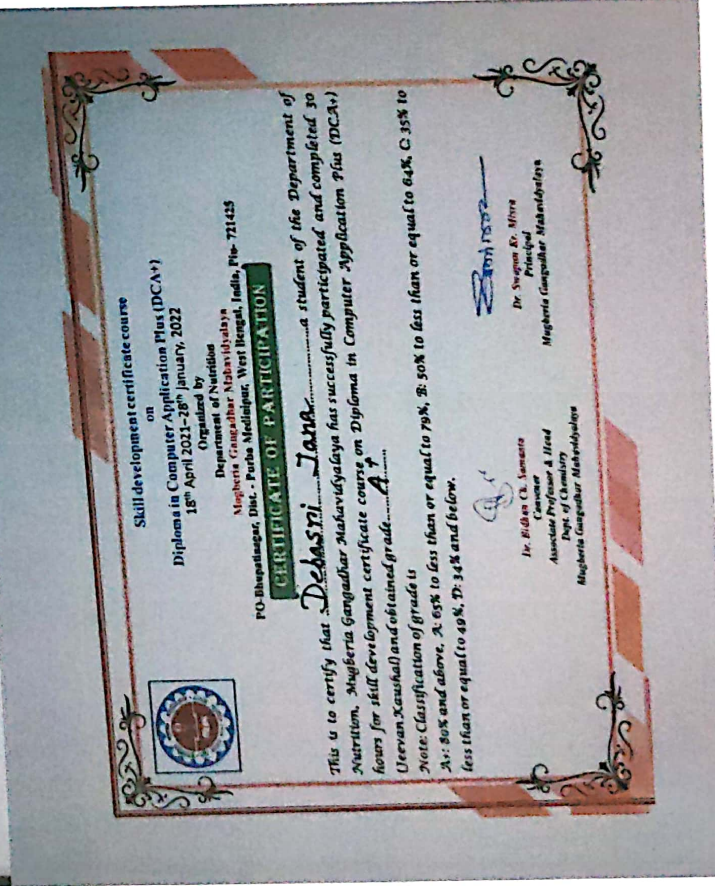 Skill development certificate course
on
Diploma in Computer Application Plus (DCA+)
18th April 2021-28th January, 2022
Organized by
Department of Nutrition
Mugberia Gangadhar Mahavidyalaya
PO-Bhupatinagar, Dist. - Purba Medinipur, West Bengal, India, Pin- 721425
CERTIFICATE OF PARTICIPATION
This is to certify that Debasri Jana a student of the Department of
Nutrition, Mugberia Gangadhar Mahavidyalaya has successfully participated and completed 30
hours for skill development certificate course on Diploma in Computer Application Plus (DCA+)
(Jeevan Kaushal) and obtained grade A+
Note: Classification of grade is
A+: 80% and above, A: 65% to less than or equal to 79%, B: 50% to less than or equal to 64%, C: 35% to
less than or equal to 49%, D: 34% and below.
Dr. Bidhan Ch. Samanta
Convener
Associate Professor & Head
Dept. of Chemistry
Mugberia Gangadhar Mahavidyalaya
Dr. Swapan Kr. Misra
Principal
Mugberia Gangadhar Mahavidyalaya